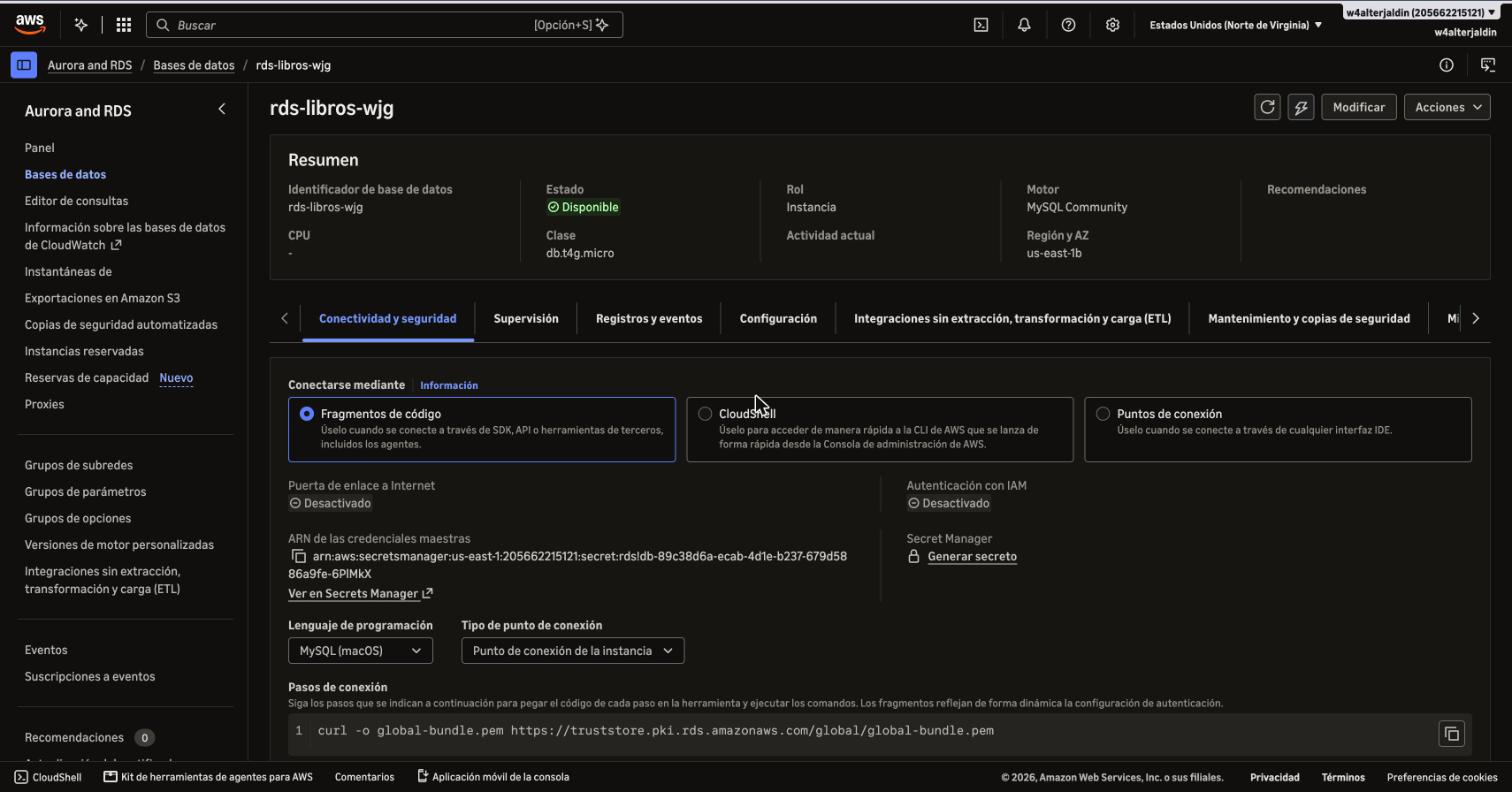 aws
Buscar
[Opción+S]
Estados Unidos (Norte de Virginia)
w4alterjaldin (205662215121)
w4alterjaldin
Aurora and RDS / Bases de datos / rds-libros-wjg
Aurora and RDS
Panel
Bases de datos
Editor de consultas
Información sobre las bases de datos
de CloudWatch
Instantáneas de
Exportaciones en Amazon S3
Copias de seguridad automatizadas
Instancias reservadas
Reservas de capacidad Nuevo
Proxies
Grupos de subredes
Grupos de parámetros
Grupos de opciones
Versiones de motor personalizadas
Integraciones sin extracción,
transformación y carga (ETL)
Eventos
Suscripciones a eventos
Recomendaciones 0
rds-libros-wjg
Modificar
Acciones
Resumen
Identificador de base de datos
rds-libros-wjg
CPU
-
Estado
Disponible
Clase
db.t4g.micro
Rol
Instancia
Actividad actual
Motor
MySQL Community
Región y AZ
us-east-1b
Recomendaciones
Conectividad y seguridad
Supervisión
Registros y eventos
Configuración
Integraciones sin extracción, transformación y carga (ETL)
Mantenimiento y copias de seguridad
Mi
Conectarse mediante
Información
Fragmentos de código
Úselo cuando se conecte a través de SDK, API o herramientas de terceros,
incluidos los agentes.
CloudShell
Úselo para acceder de manera rápida a la CLI de AWS que se lanza de
forma rápida desde la Consola de administración de AWS.
Puntos de conexión
Úselo cuando se conecte a través de cualquier interfaz IDE.
Puerta de enlace a Internet
Desactivado
Autenticación con IAM
Desactivado
ARN de las credenciales maestras
arn:aws:secretsmanager:us-east-1:205662215121:secret:rds!db-89c38d6a-ecab-4d1e-b237-679d58
86a9fe-6PIMkX
Ver en Secrets Manager
Secret Manager
Generar secreto
Lenguaje de programación
MySQL (macOS)
Tipo de punto de conexión
Punto de conexión de la instancia
Pasos de conexión
Siga los pasos que se indican a continuación para pegar el código de cada paso en la herramienta y ejecutar los comandos. Los fragmentos reflejan de forma dinámica la configuración de autenticación.
1 curl -o global-bundle.pem https://truststore.pki.rds.amazonaws.com/global/global-bundle.pem
CloudShell
Kit de herramientas de agentes para AWS
Comentarios
Aplicación móvil de la consola
© 2026, Amazon Web Services, Inc. o sus filiales.
Privacidad
Términos
Preferencias de cookies